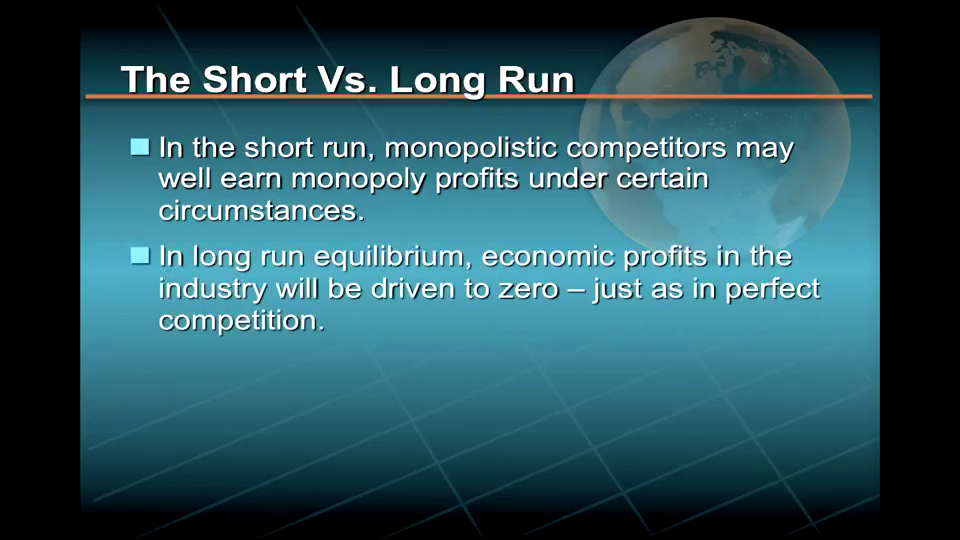 The Short Vs. Long Run
In the short run, monopolistic competitors may
well earn monopoly profits under certain
circumstances.
In long run equilibrium, economic profits in the
industry will be driven to zero – just as in perfect
competition.